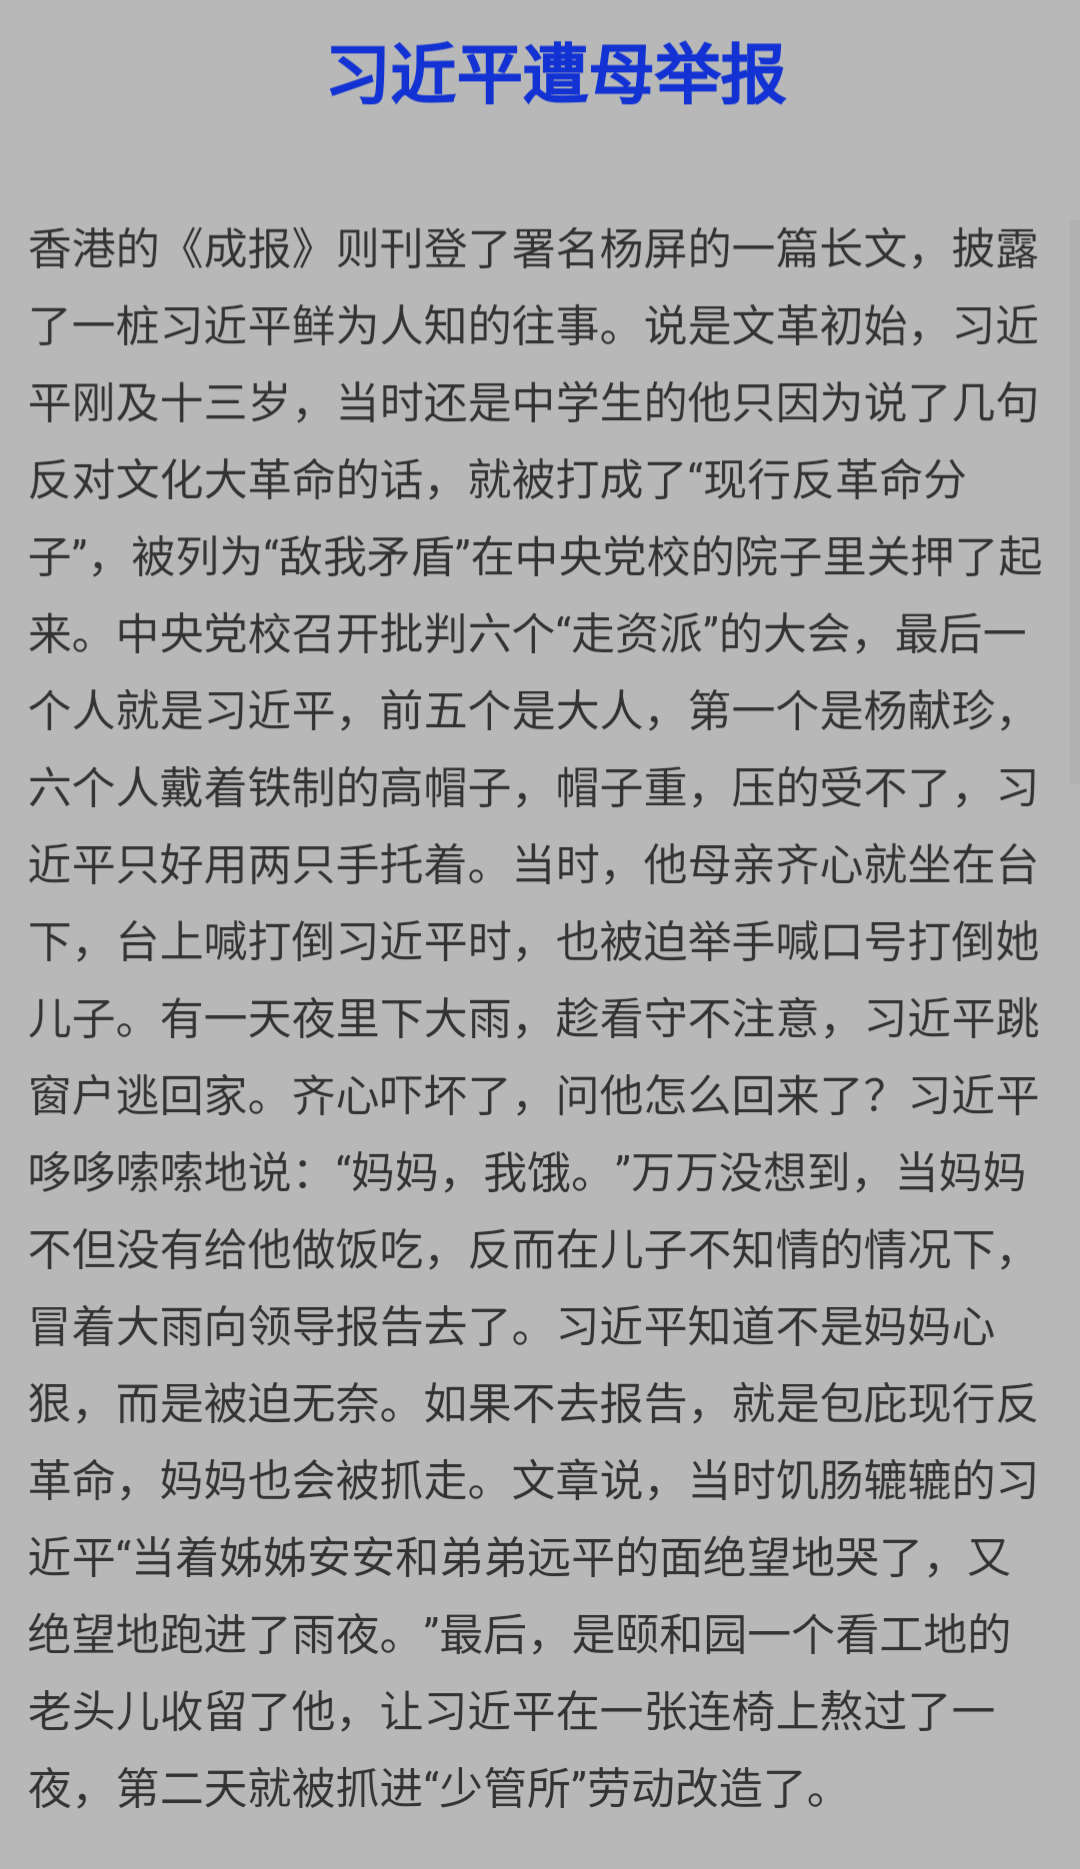 习近平遭母举报
香港的《成报》则刊登了署名杨屏的一篇长文，披露
了一桩习近平鲜为人知的往事。说是文革初始，习近
平刚及十三岁，当时还是中学生的他只因为说了几句
反对文化大革命的话，就被打成了“现行反革命分
子”，被列为“敌我矛盾”在中央党校的院子里关押了起
来。中央党校召开批判六个“走资派”的大会，最后一
个人就是习近平，前五个是大人，第一个是杨献珍，
六个人戴着铁制的高帽子，帽子重，压的受不了，习
近平只好用两只手托着。当时，他母亲齐心就坐在台
下，台上喊打倒习近平时，也被迫举手喊口号打倒她
儿子。有一天夜里下大雨，趁看守不注意，习近平跳
窗户逃回家。齐心吓坏了，问他怎么回来了？习近平
哆哆嗦嗦地说：“妈妈，我饿。”万万没想到，当妈妈
不但没有给他做饭吃，反而在儿子不知情的情况下，
冒着大雨向领导报告去了。习近平知道不是妈妈心
狠，而是被迫无奈。如果不去报告，就是包庇现行反
革命，妈妈也会被抓走。文章说，当时饥肠辘辘的习
近平“当着姊姊安安和弟弟远平的面绝望地哭了，又
绝望地跑进了雨夜。”最后，是颐和园一个看工地的
老头儿收留了他，让习近平在一张连椅上熬过了一
夜，第二天就被抓进“少管所”劳动改造了。